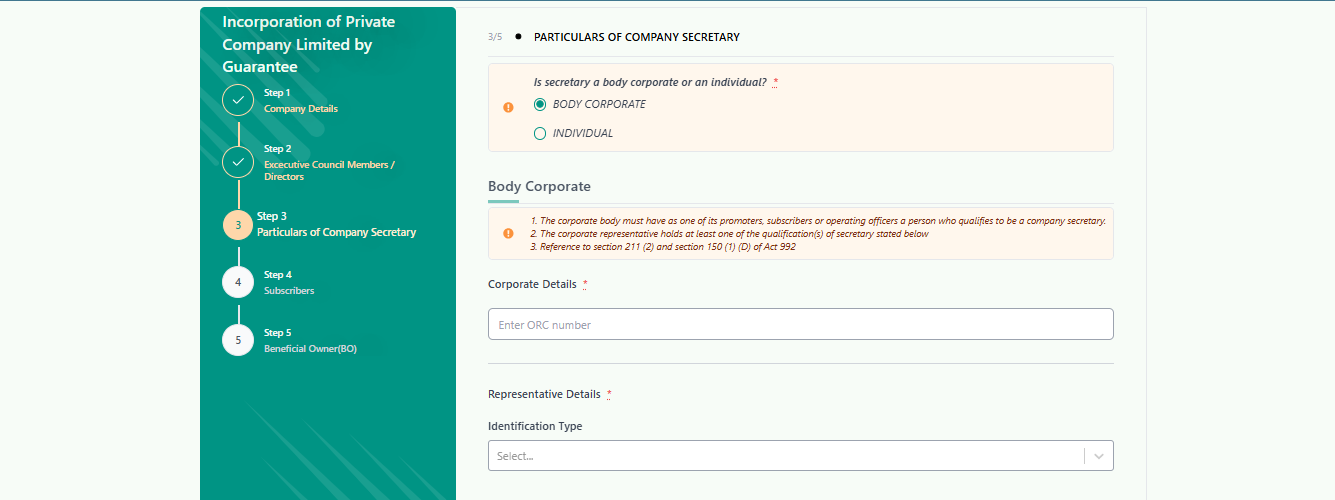 Incorporation of Private
Company Limited by
Guarantee
Step 1
Company Details
Step 2
Excecutive Council Members /
Directors
3
Step 3
Particulars of Company Secretary
4
Step 4
Subscribers
5
Step 5
Beneficial Owner(BO)
3/5 • PARTICULARS OF COMPANY SECRETARY
Is secretary a body corporate or an individual? *
BODY CORPORATE
INDIVIDUAL
Body Corporate
1. The corporate body must have as one of its promoters, subscribers or operating officers a person who qualifies to be a company secretary.
2. The corporate representative holds at least one of the qualification(s) of secretary stated below
3. Reference to section 211 (2) and section 150 (1) (D) of Act 992
Corporate Details *
Enter ORC number
Representative Details *
Identification Type
Select...